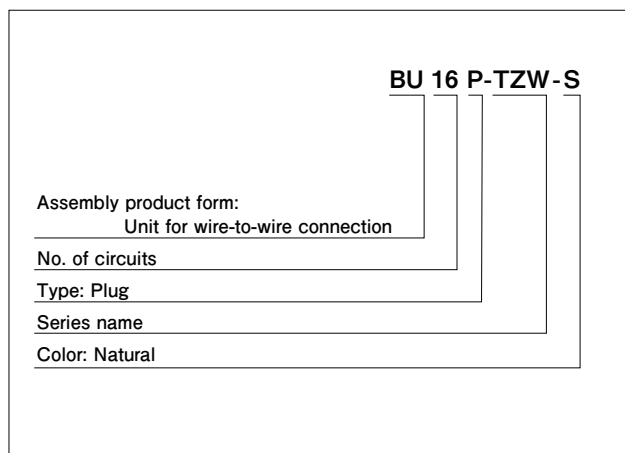 BU 16 P-TZW-S
Assembly product form:
Unit for wire-to-wire connection
No. of circuits
Type: Plug
Series name
Color: Natural